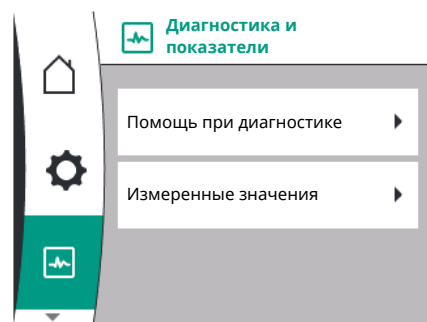 Диагностика и
показатели
Помощь при диагностике
Измеренные значения